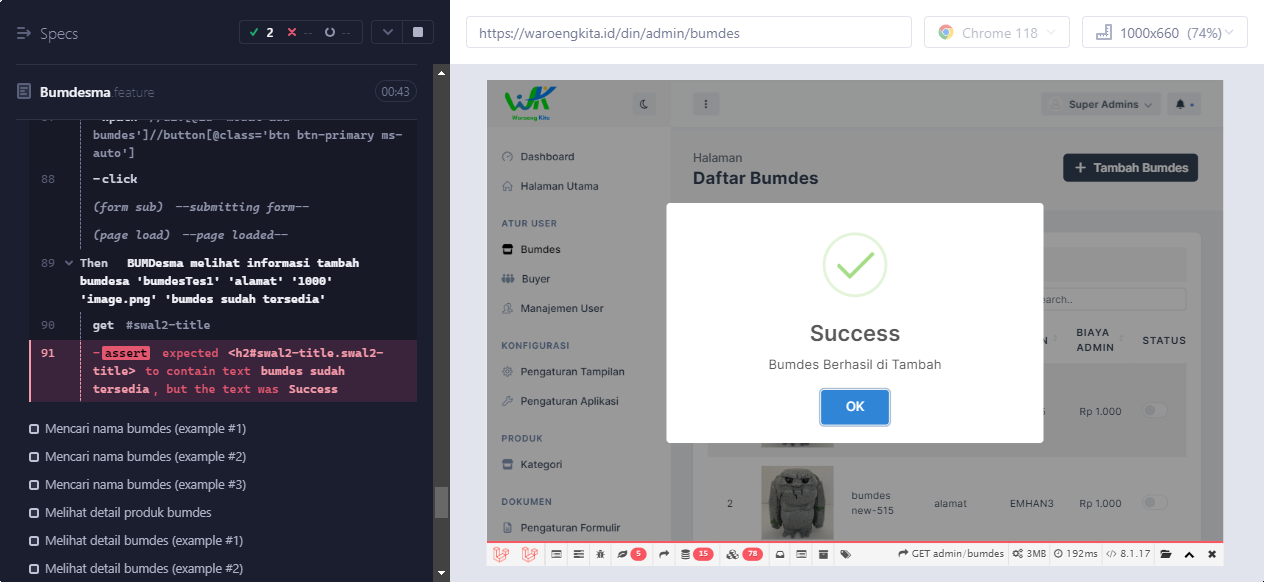 Specs
2
--
--
Bumdesma.feature
00:43
bumdes']//button[@class='btn btn-primary ms-
auto']
88 -click
(form sub) --submitting form--
(page load) --page loaded--
89 Then BUMDesma melihat informasi tambah
bumdesa 'bumdesTes1' 'alamat' '1000'
'image.png' 'bumdes sudah tersedia'
90 get #swal2-title
91 -assert expected <h2#swal2-title.swal2-
title> to contain text bumdes sudah
tersedia, but the text was Success
Mencari nama bumdes (example #1)
Mencari nama bumdes (example #2)
Mencari nama bumdes (example #3)
Melihat detail produk bumdes
Melihat detail bumdes (example #1)
Melihat detail bumdes (example #2)
https://waroengkita.id/din/admin/bumdes
Chrome 118
1000x660 (74%)
WK
Waroeng Kita
Super Admins
Dashboard
Halaman Utama
ATUR USER
Bumdes
Buyer
Manajemen User
KONFIGURASI
Pengaturan Tampilan
Pengaturan Aplikasi
PRODUK
Kategori
DOKUMEN
Pengaturan Formulir
Halaman
Daftar Bumdes
+ Tambah Bumdes
earch..
N
BIAYA
ADMIN
STATUS
Rp 1.000
Success
Bumdes Berhasil di Tambah
OK
2
bumdes
new-515
alamat
EMHAN3
Rp 1.000
5
15
78
GET admin/bumdes
3MB
192ms
8.1.17